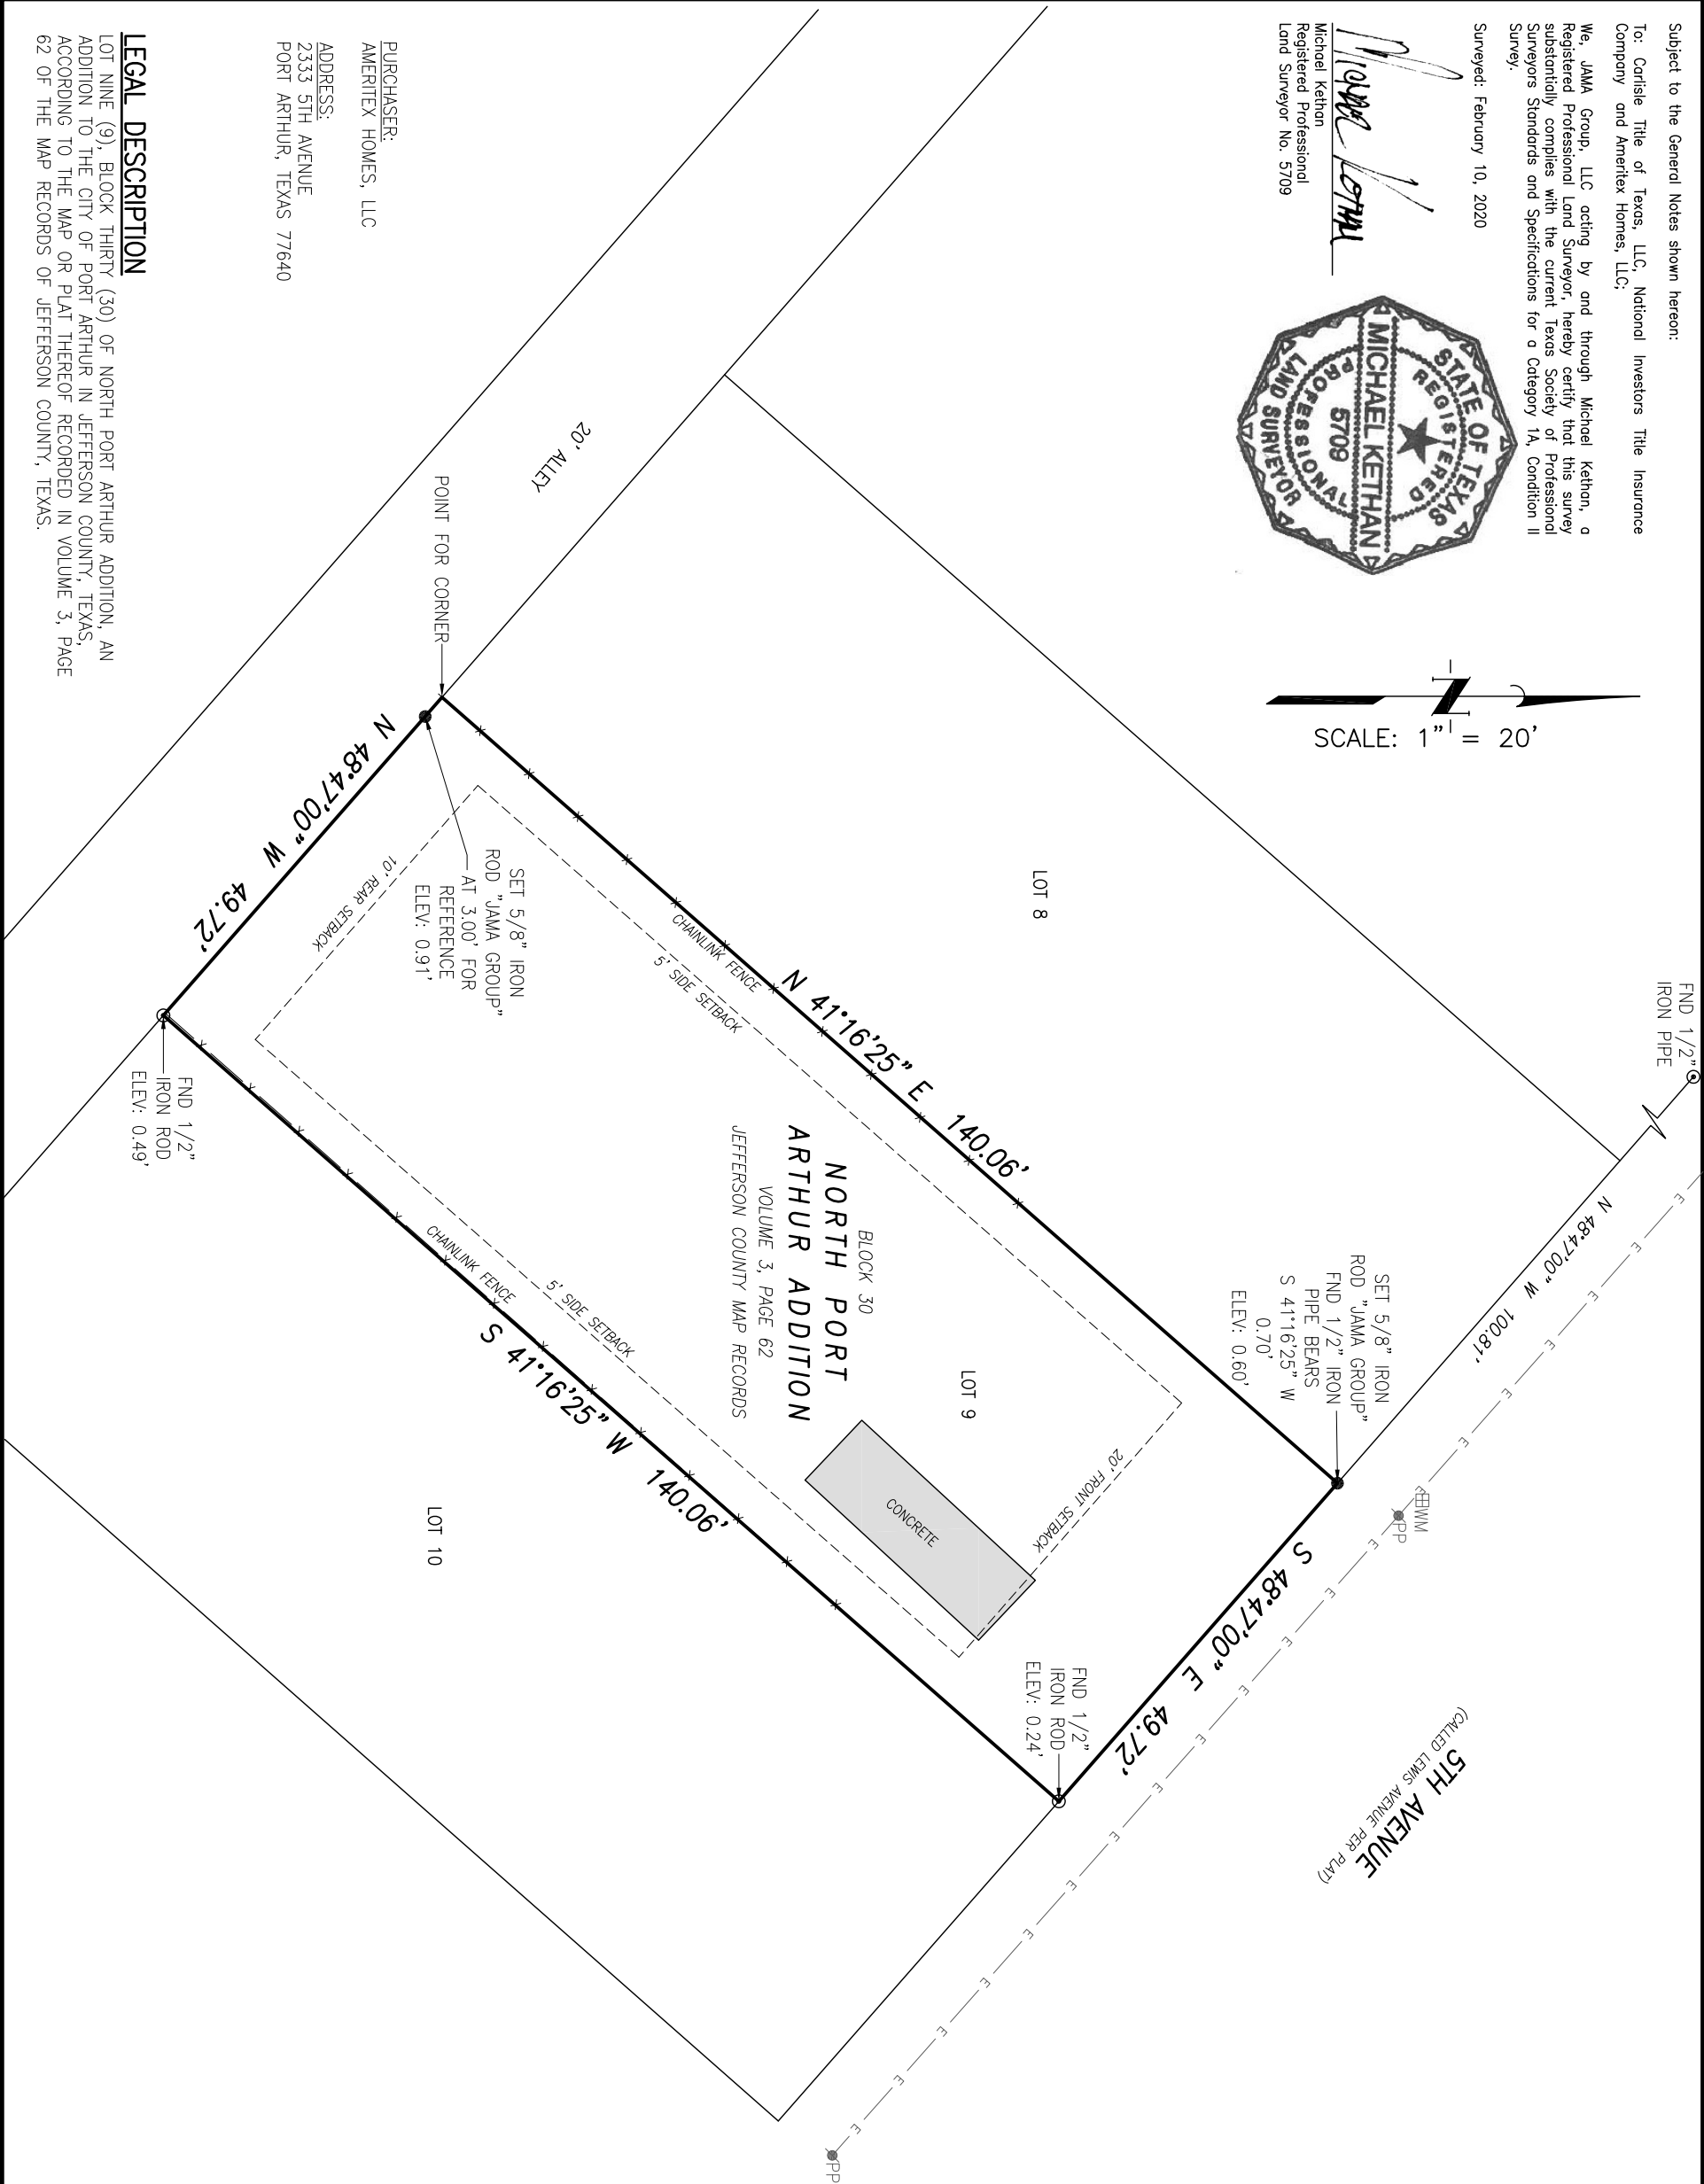 Subject to the General Notes shown hereon:
To: Carlisle Title of Texas, LLC, National Investors Title Insurance
Company and Ameritex Homes, LLC;
We, JAMA Group, LLC acting by and through Michael Kethan, a
Registered Professional Land Surveyor, hereby certify that this survey
substantially complies with the current Texas Society of Professional
Surveyors Standards and Specifications for a Category 1A, Condition II
Survey.
Surveyed: February 10, 2020
Michael Kethan
Registered Professional
Land Surveyor No. 5709
STATE OF TEXAS
REGISTERED
MICHAEL KETHAN
5709
PROFESSIONAL
LAND SURVEYOR
N
SCALE: 1" = 20'
FND 1/2"
IRON PIPE
N 48°47'00" W 100.81'
E E E E E E E E E E E E E E E E E E E E E E
WM
PP
5TH AVENUE
(CALLED LEWIS AVENUE PER PLAT)
SET 5/8" IRON
ROD "JAMA GROUP"
FND 1/2" IRON
PIPE BEARS
S 41°16'25" W
0.70'
ELEV: 0.60'
S 48°47'00" E 49.72'
LOT 8
N 41°16'25" E 140.06'
CHAINLINK FENCE
5' SIDE SETBACK
20' FRONT SETBACK
LOT 9
CONCRETE
BLOCK 30
NORTH PORT
ARTHUR ADDITION
VOLUME 3, PAGE 62
JEFFERSON COUNTY MAP RECORDS
FND 1/2"
IRON ROD
ELEV: 0.24'
20' ALLEY
POINT FOR CORNER
SET 5/8" IRON
ROD "JAMA GROUP"
AT 3.00' FOR
REFERENCE
ELEV: 0.91'
10' REAR SETBACK
N 48°47'00" W 49.72'
5' SIDE SETBACK
CHAINLINK FENCE
S 41°16'25" W 140.06'
FND 1/2"
IRON ROD
ELEV: 0.49'
LOT 10
PP
PURCHASER:
AMERITEX HOMES, LLC
ADDRESS:
2333 5TH AVENUE
PORT ARTHUR, TEXAS 77640
LEGAL DESCRIPTION
LOT NINE (9), BLOCK THIRTY (30) OF NORTH PORT ARTHUR ADDITION, AN
ADDITION TO THE CITY OF PORT ARTHUR IN JEFFERSON COUNTY, TEXAS,
ACCORDING TO THE MAP OR PLAT THEREOF RECORDED IN VOLUME 3, PAGE
62 OF THE MAP RECORDS OF JEFFERSON COUNTY, TEXAS.